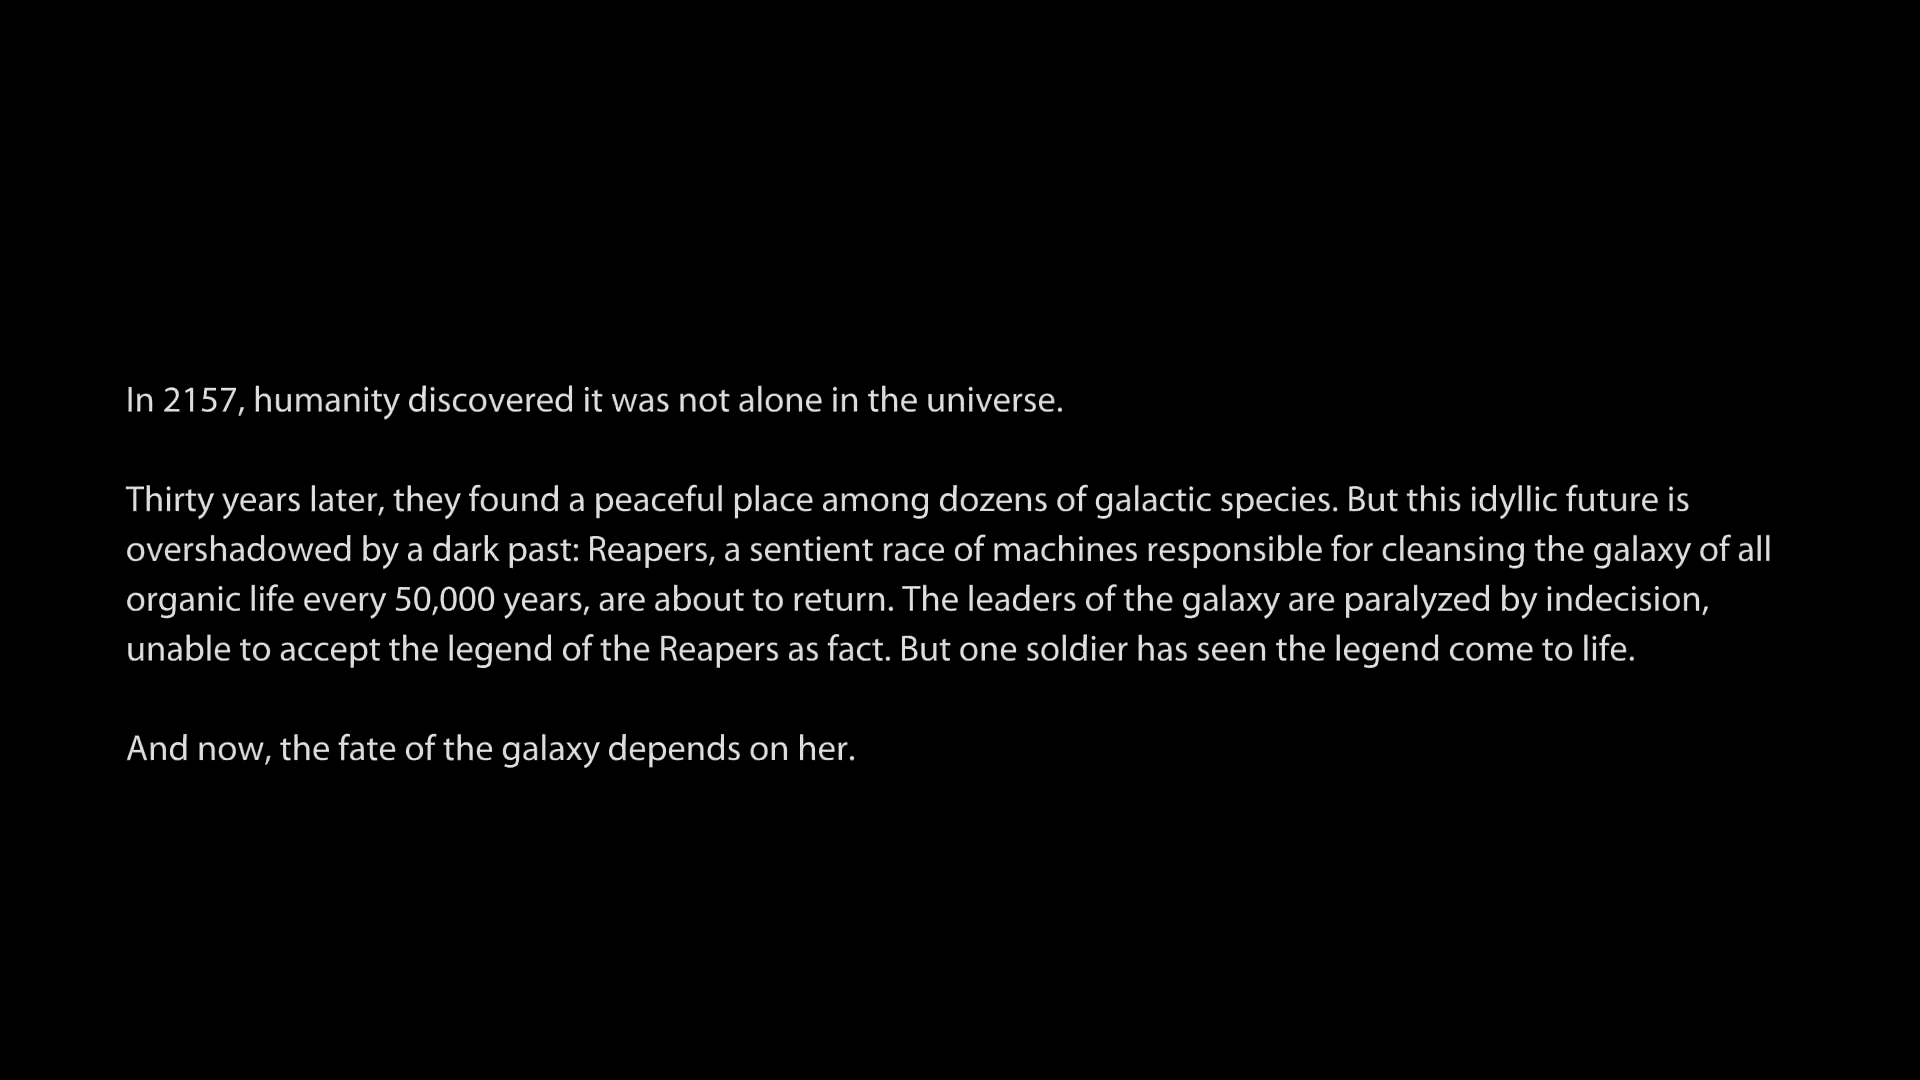 In 2157, humanity discovered it was not alone in the universe.
Thirty years later, they found a peaceful place among dozens of galactic species. But this idyllic future is
overshadowed by a dark past: Reapers, a sentient race of machines responsible for cleansing the galaxy of all
organic life every 50,000 years, are about to return. The leaders of the galaxy are paralyzed by indecision,
unable to accept the legend of the Reapers as fact. But one soldier has seen the legend come to life.
And now, the fate of the galaxy depends on her.